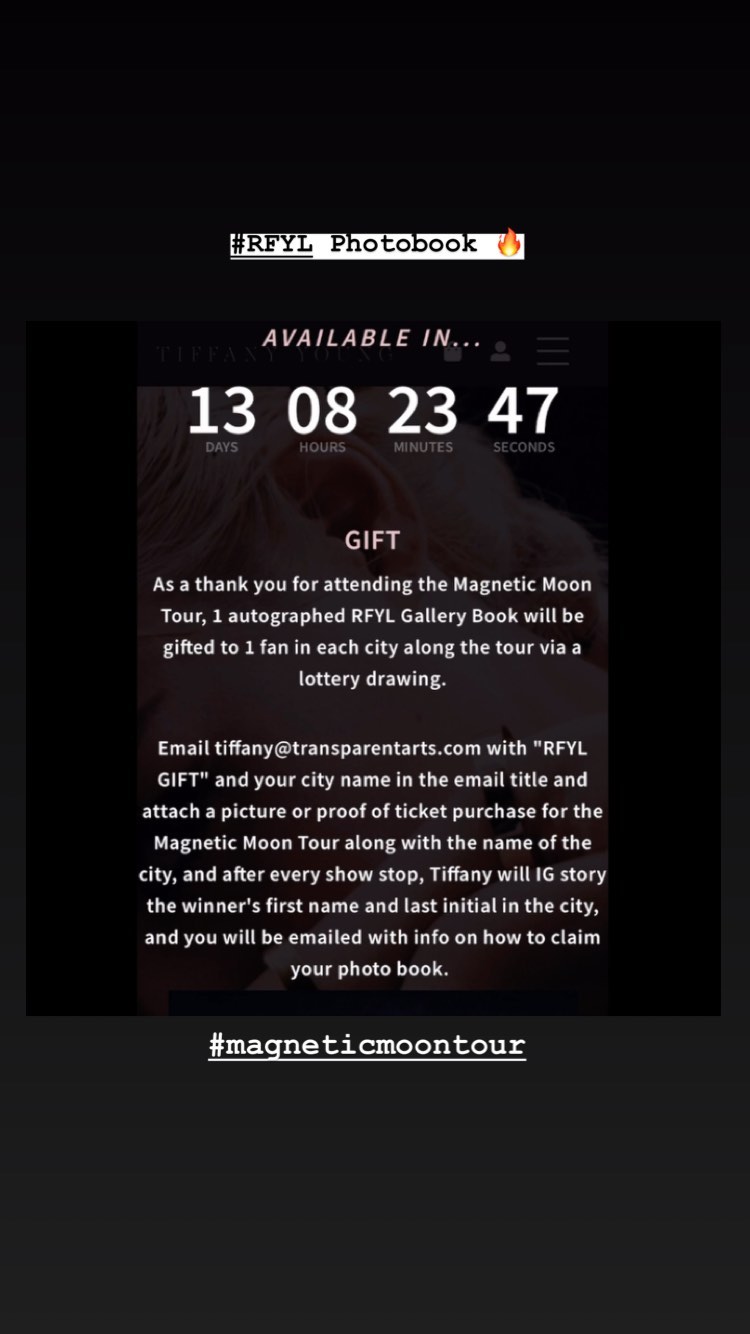 #RFYL Photobook 🔥
AVAILABLE IN...
TIFFANY YOUNG
13 08 23 47
DAYS HOURS MINUTES SECONDS
GIFT
As a thank you for attending the Magnetic Moon
Tour, 1 autographed RFYL Gallery Book will be
gifted to 1 fan in each city along the tour via a
lottery drawing.
Email tiffany@transparentarts.com with "RFYL
GIFT" and your city name in the email title and
attach a picture or proof of ticket purchase for the
Magnetic Moon Tour along with the name of the
city, and after every show stop, Tiffany will IG story
the winner's first name and last initial in the city,
and you will be emailed with info on how to claim
your photo book.
#magneticmoontour